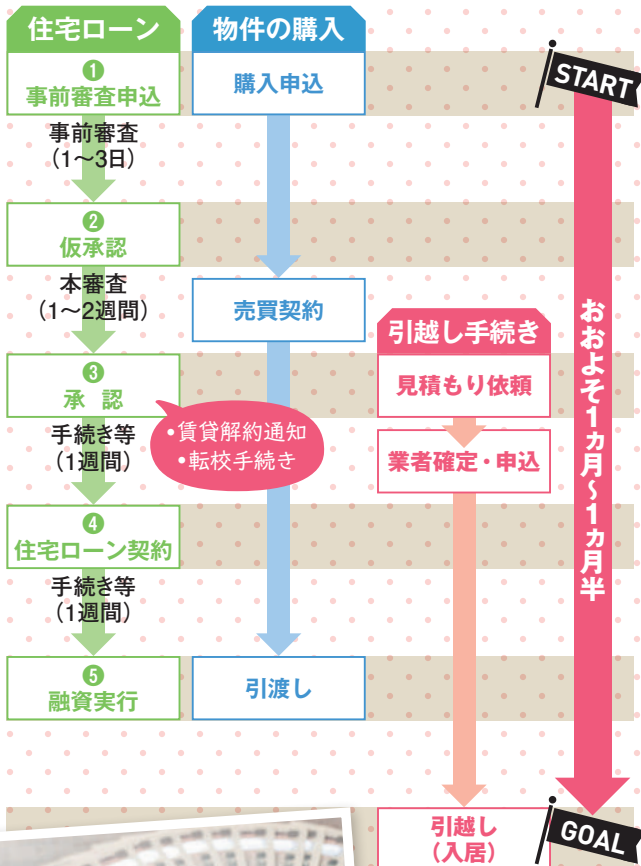 住宅ローン
❶
事前審査申込
事前審査
（1〜3日）
❷
仮承認
本審査
（1〜2週間）
❸
承 認
手続き等
（1週間）
❹
住宅ローン契約
手続き等
（1週間）
❺
融資実行
物件の購入
購入申込
売買契約
•賃貸解約通知
•転校手続き
引渡し
引越し手続き
見積もり依頼
業者確定・申込
引越し
（入居）
START
おおよそ1ヵ月〜1ヵ月半
GOAL